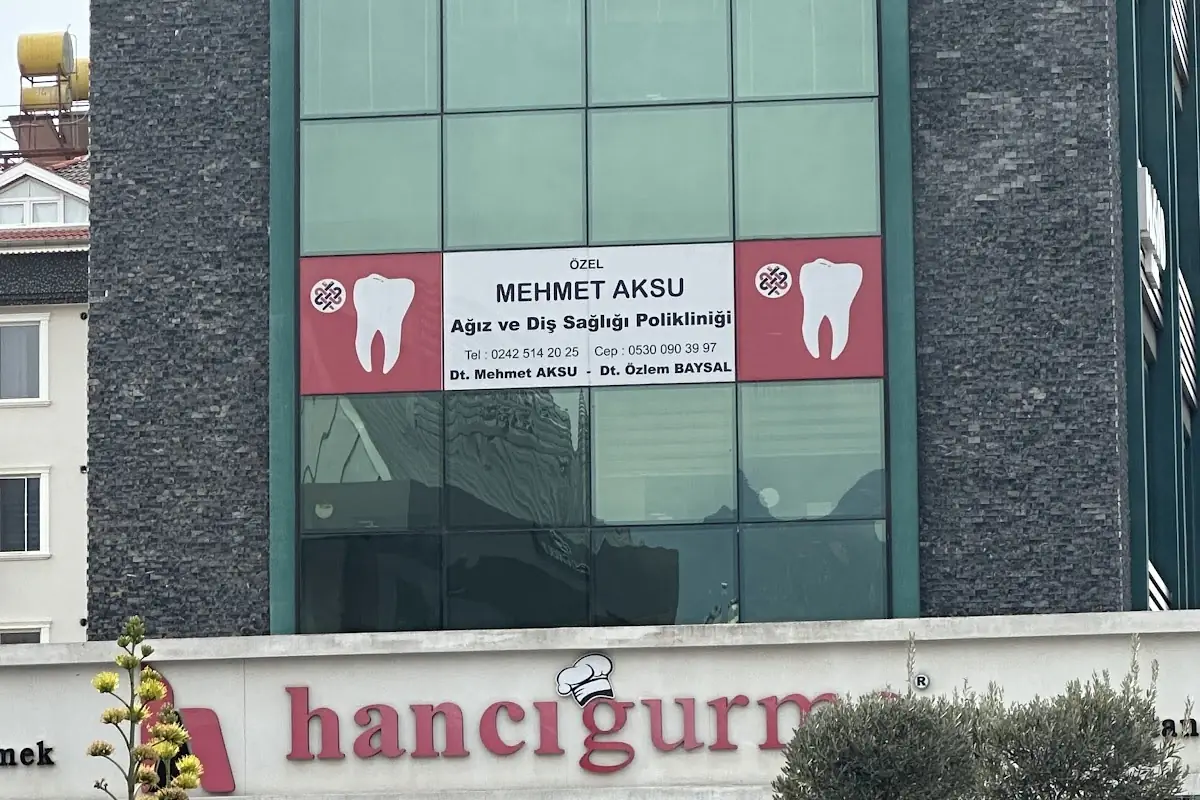 ÖZEL
MEHMET AKSU
Ağız ve Diş Sağlığı Polikliniği
Tel : 0242 514 20 25 Cep : 0530 090 39 97
Dt. Mehmet AKSU - Dt. Özlem BAYSAL
hancıgurm ®